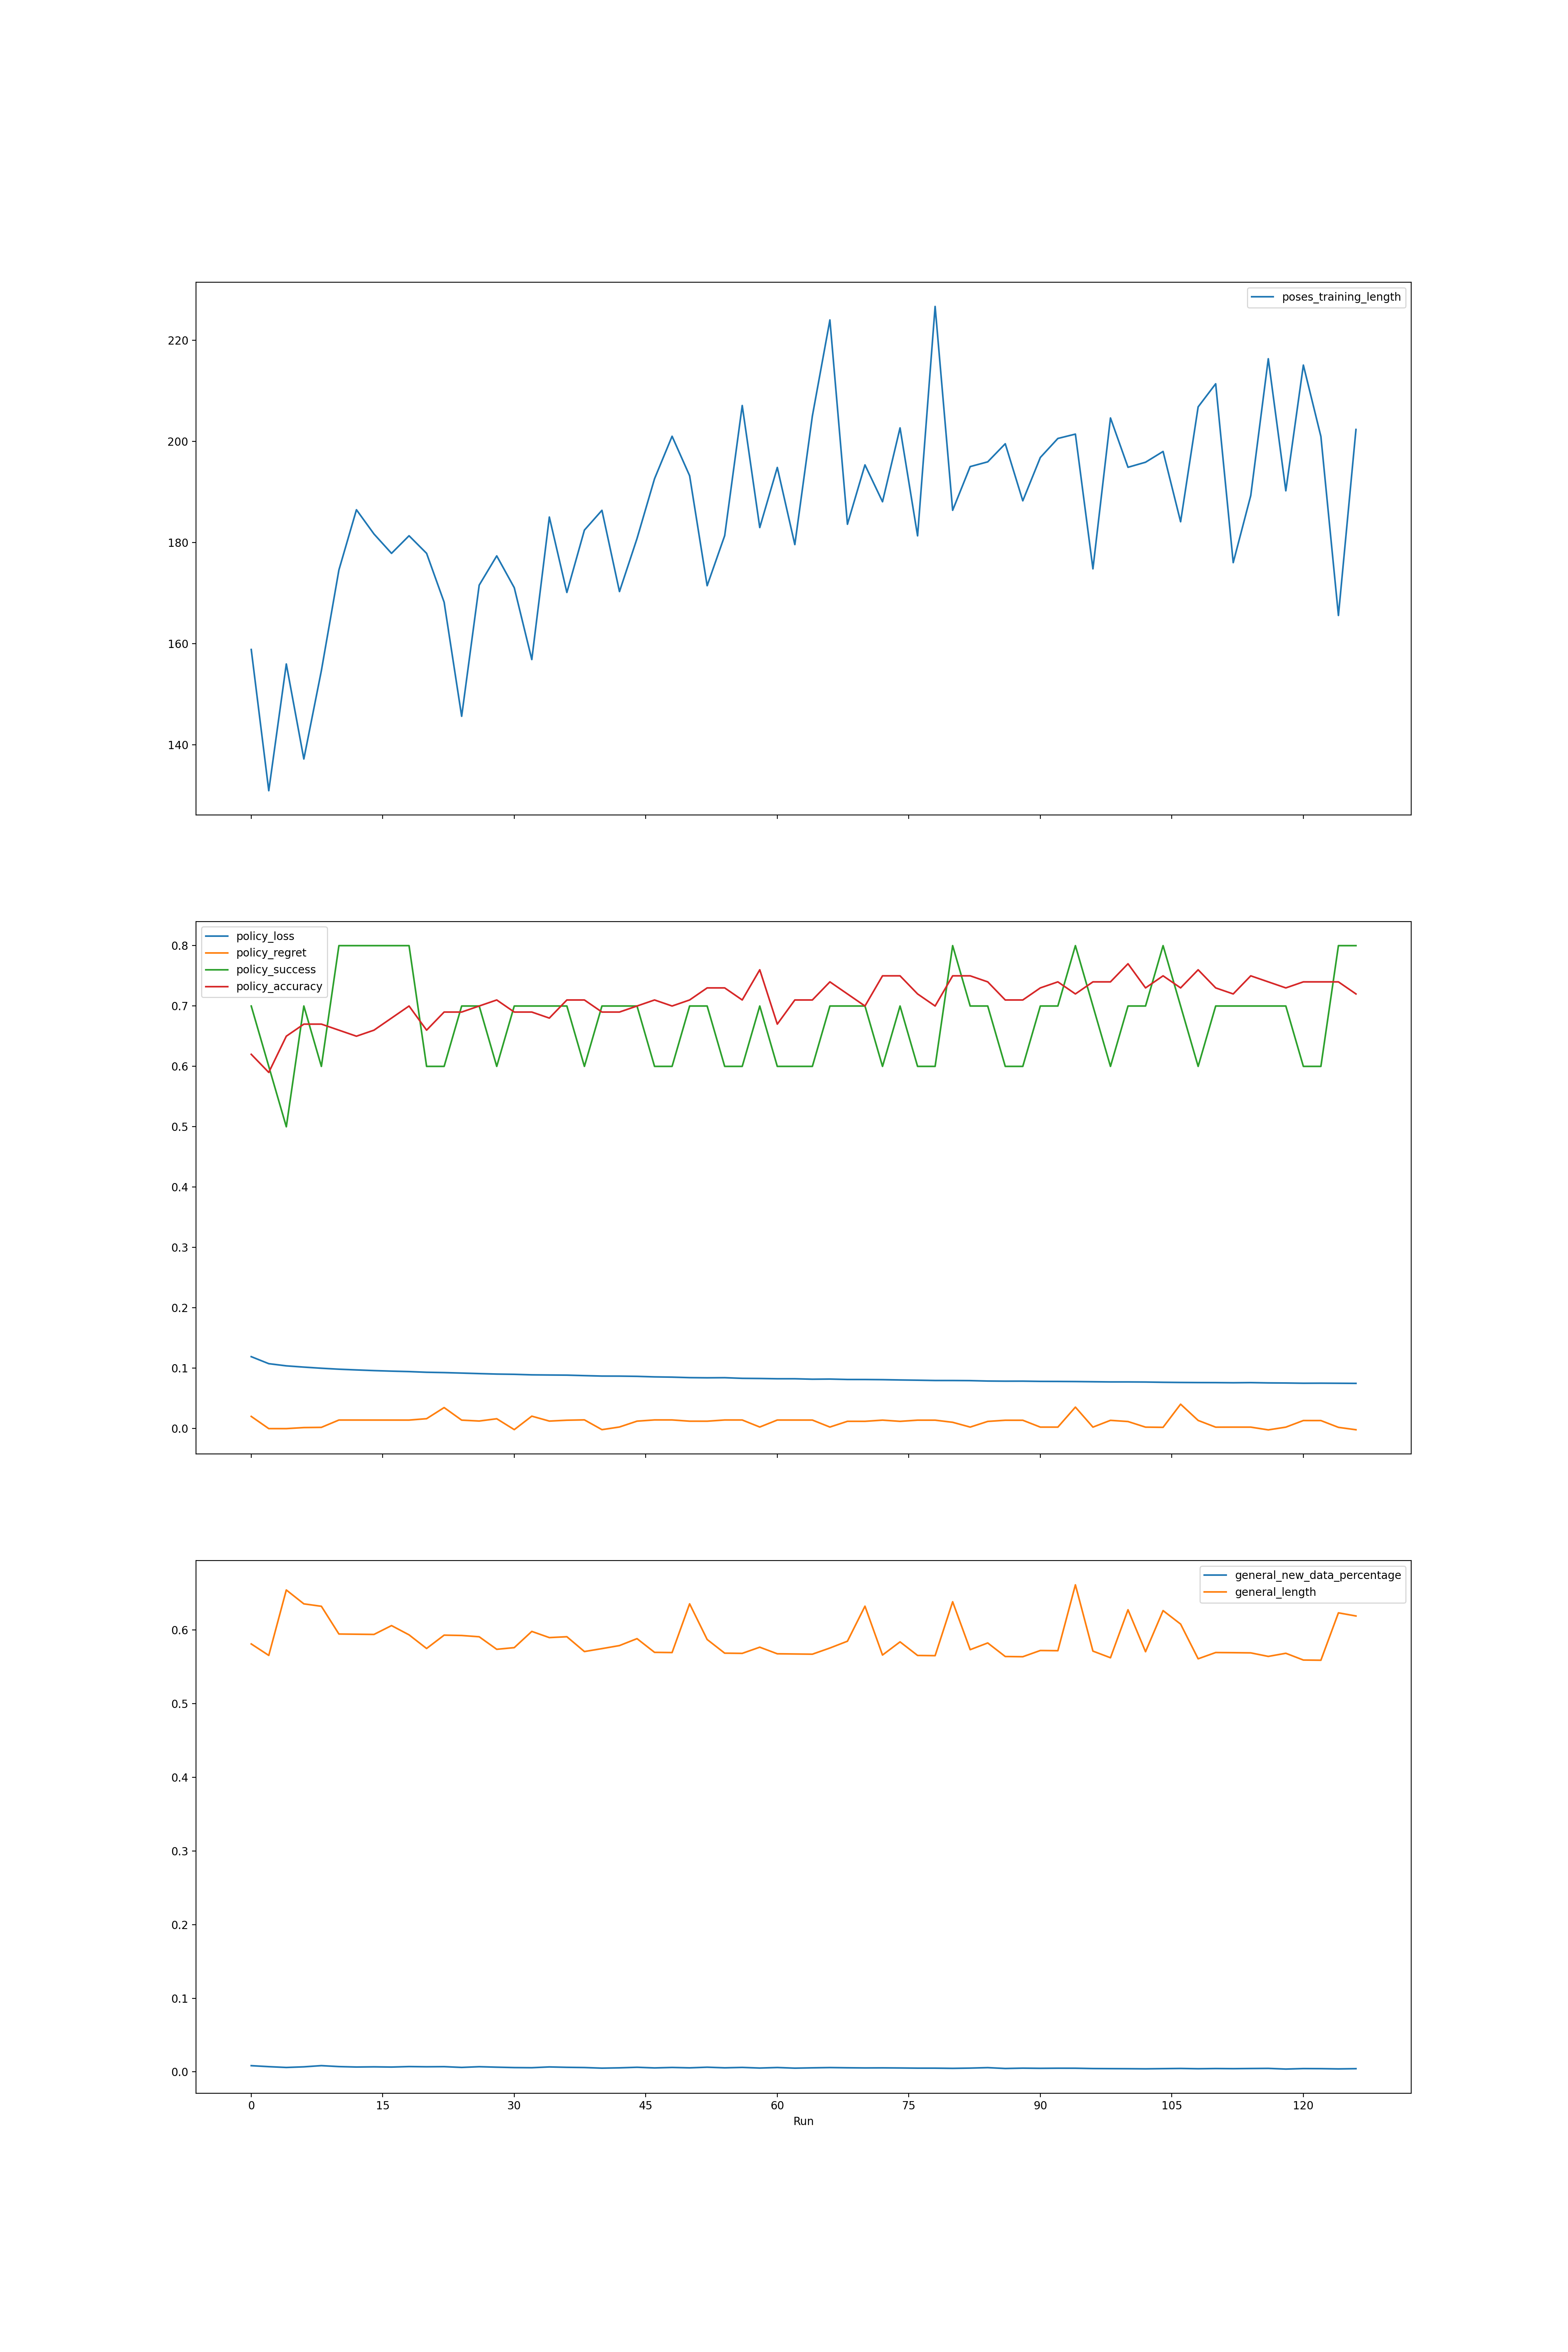 poses_training_length
220
200
180
160
140
policy_loss
policy_regret
policy_success
policy_accuracy
0.8
0.7
0.6
0.5
0.4
0.3
0.2
0.1
0.0
general_new_data_percentage
general_length
0.6
0.5
0.4
0.3
0.2
0.1
0.0
0 15 30 45 60 75 90 105 120
Run